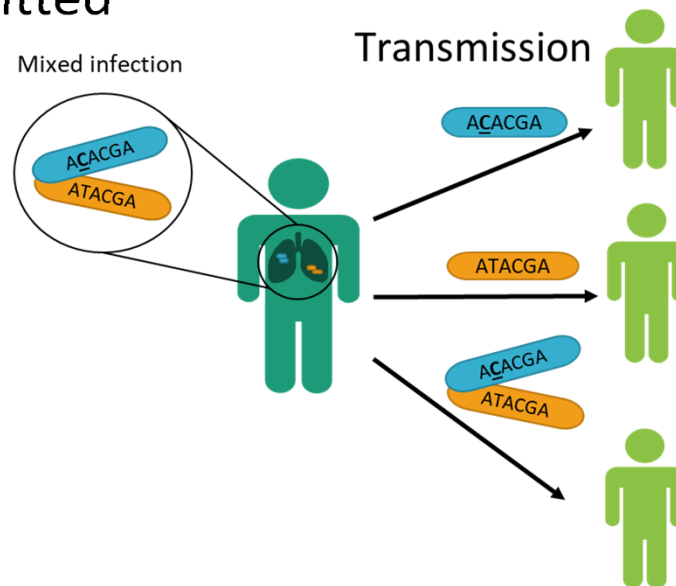 Transmission
Mixed infection
ACACGA
ACACGA
ATACGA
ATACGA
ACACGA
ATACGA